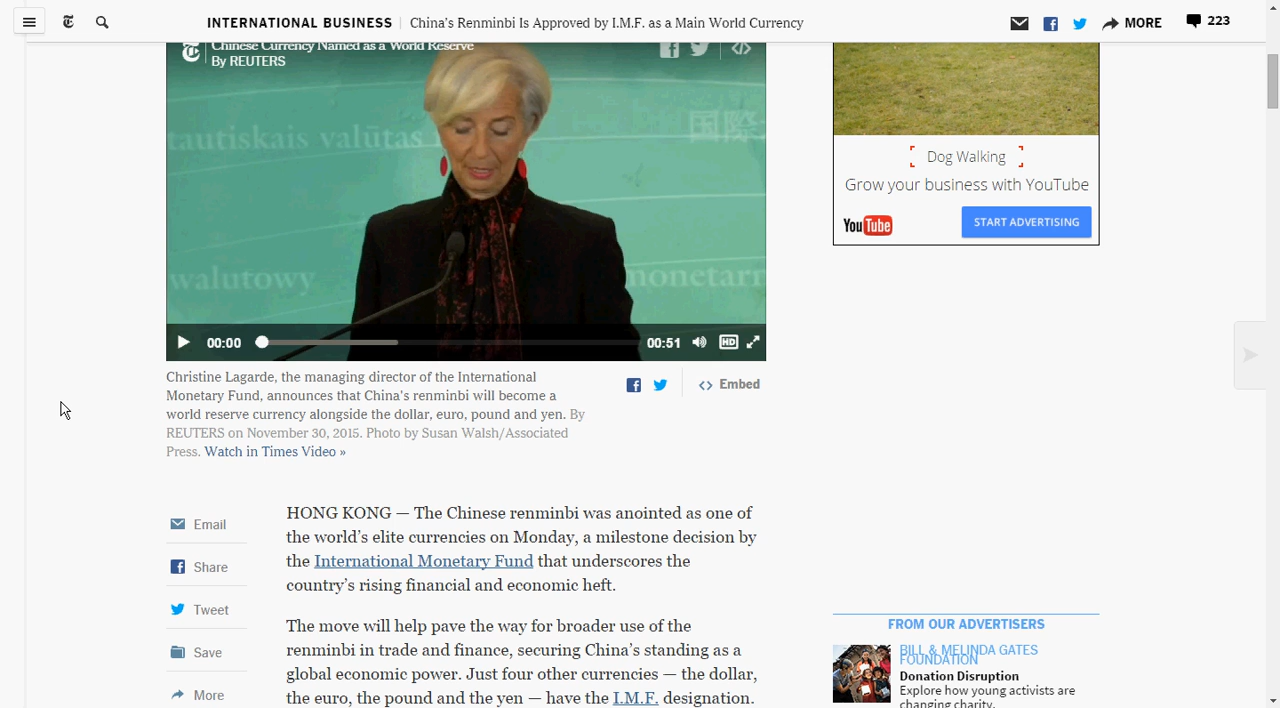 INTERNATIONAL BUSINESS | China's Renminbi Is Approved by I.M.F. as a Main World Currency
MORE
223
Chinese Currency Named as a World Reserve
By REUTERS
tautiskais valūtas
国際
walutowy
monetarn
00:00
00:51
HD
Christine Lagarde, the managing director of the International
Monetary Fund, announces that China's renminbi will become a
world reserve currency alongside the dollar, euro, pound and yen. By
REUTERS on November 30, 2015. Photo by Susan Walsh/Associated
Press. Watch in Times Video »
Embed
Email
Share
Tweet
Save
More
HONG KONG — The Chinese renminbi was anointed as one of
the world's elite currencies on Monday, a milestone decision by
the International Monetary Fund that underscores the
country's rising financial and economic heft.
The move will help pave the way for broader use of the
renminbi in trade and finance, securing China's standing as a
global economic power. Just four other currencies — the dollar,
the euro, the pound and the yen — have the I.M.F. designation.
Dog Walking
Grow your business with YouTube
YouTube
START ADVERTISING
FROM OUR ADVERTISERS
BILL & MELINDA GATES
FOUNDATION
Donation Disruption
Explore how young activists are
changing charity.